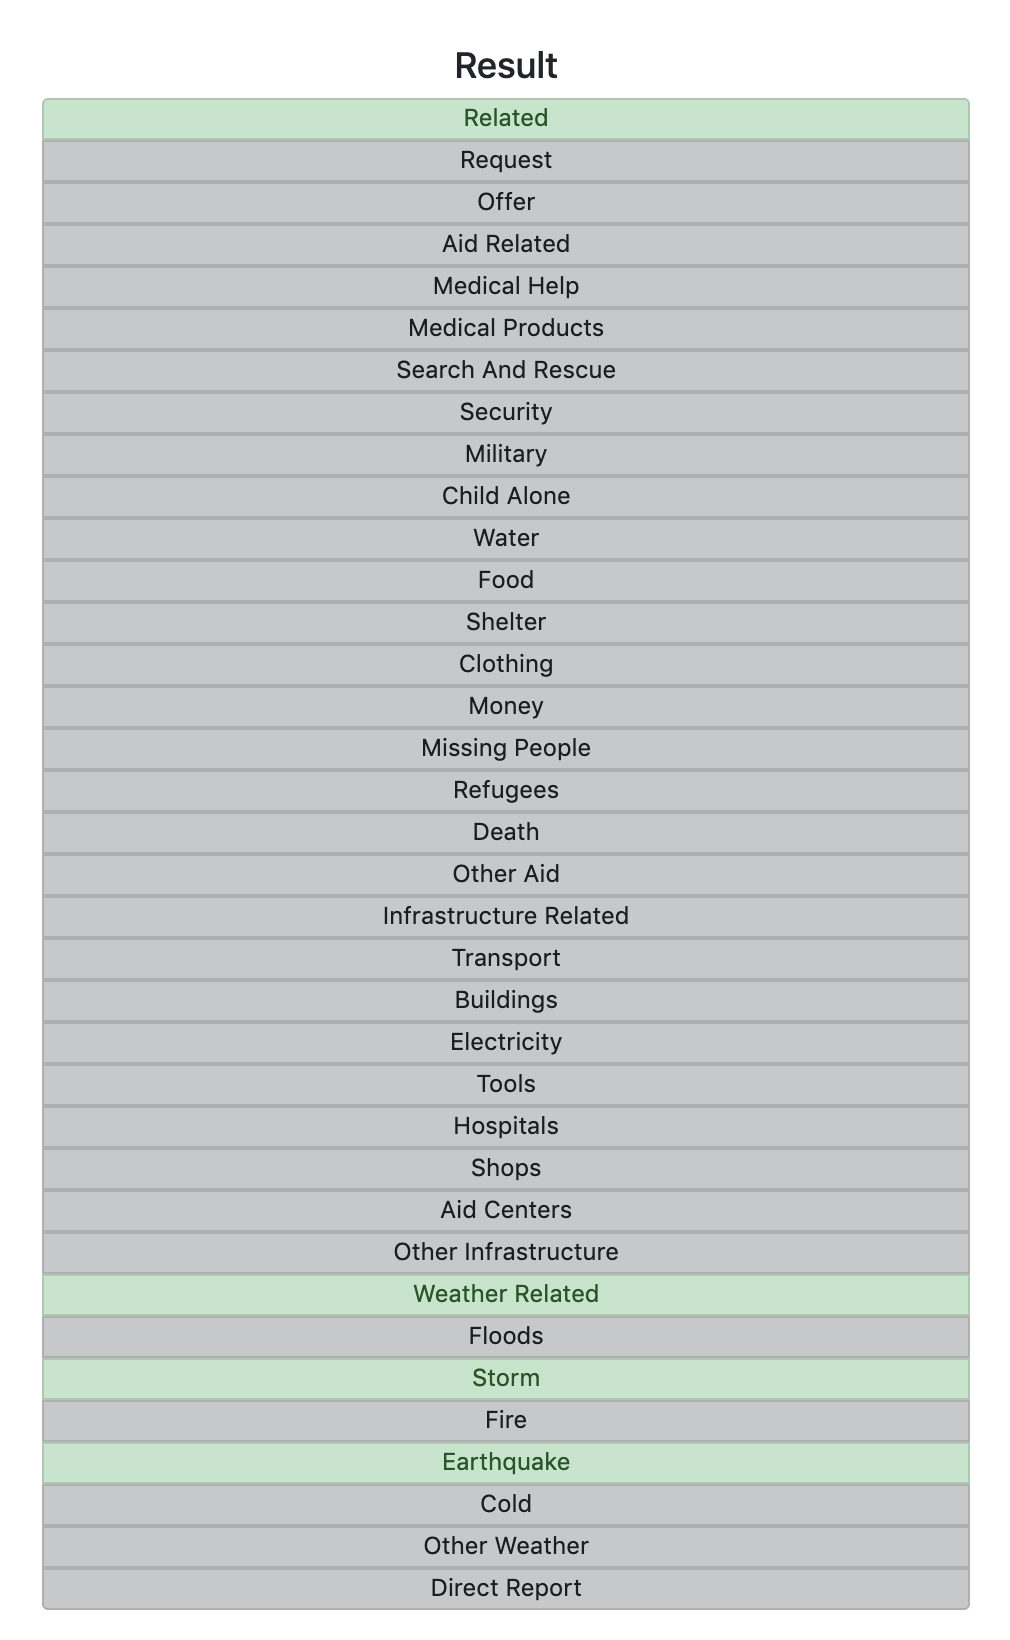 Result
Related
Request
Offer
Aid Related
Medical Help
Medical Products
Search And Rescue
Security
Military
Child Alone
Water
Food
Shelter
Clothing
Money
Missing People
Refugees
Death
Other Aid
Infrastructure Related
Transport
Buildings
Electricity
Tools
Hospitals
Shops
Aid Centers
Other Infrastructure
Weather Related
Floods
Storm
Fire
Earthquake
Cold
Other Weather
Direct Report